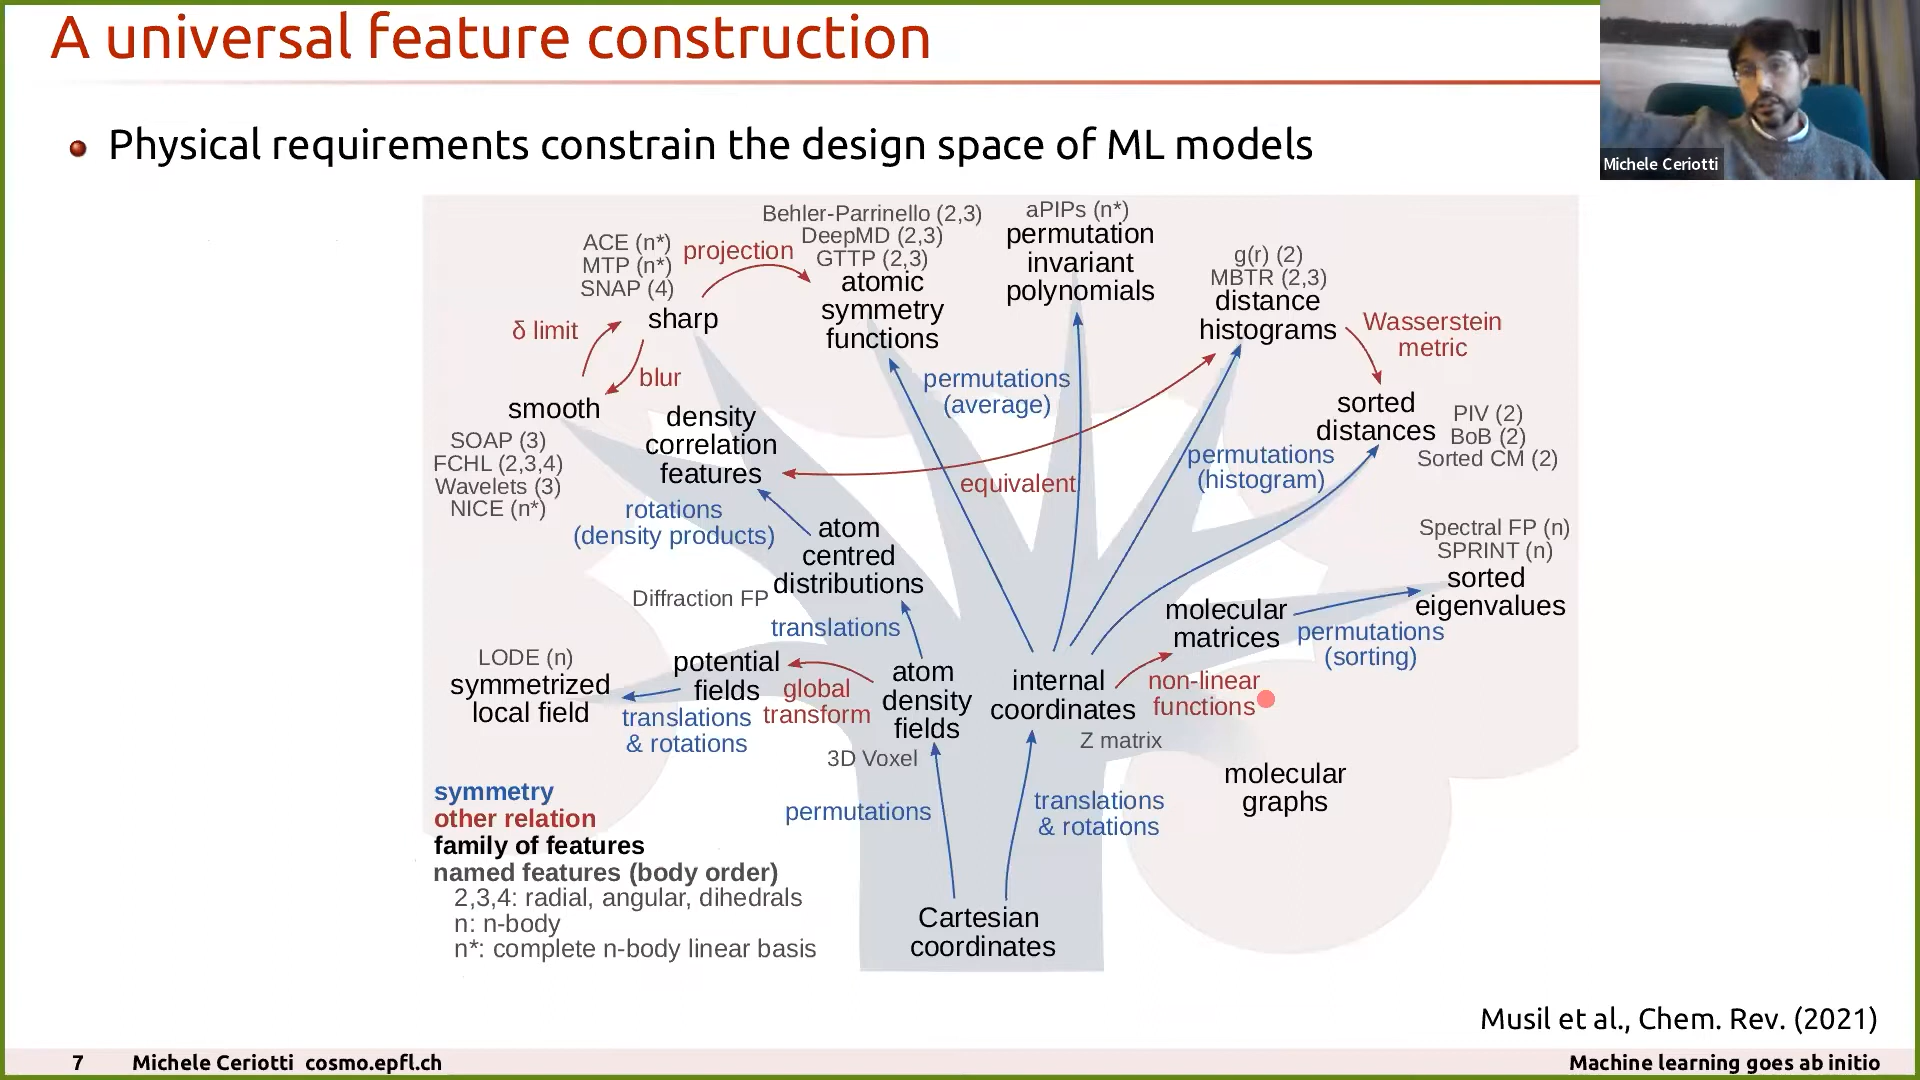 A universal feature construction
Michele Ceriotti
Physical requirements constrain the design space of ML models
Behler-Parrinello (2,3)
DeepMD (2,3)
GTTP (2,3)
atomic
symmetry
functions
aPIPs (n*)
permutation
invariant
polynomials
ACE (n*)
MTP (n*)
SNAP (4)
projection
sharp
δ limit
blur
smooth
SOAP (3)
FCHL (2,3,4)
Wavelets (3)
NICE (n*)
g(r) (2)
MBTR (2,3)
distance
histograms
Wasserstein
metric
sorted
distances
PIV (2)
BoB (2)
Sorted CM (2)
permutations
(average)
density
correlation
features
equivalent
permutations
(histogram)
rotations
(density products)
atom
centred
distributions
Diffraction FP
translations
Spectral FP (n)
SPRINT (n)
sorted
eigenvalues
molecular
matrices
permutations
(sorting)
LODE (n)
symmetrized
local field
potential
fields
translations
& rotations
global
transform
atom
density
fields
3D Voxel
internal
coordinates
non-linear
functions
Z matrix
molecular
graphs
permutations
translations
& rotations
Cartesian
coordinates
symmetry
other relation
family of features
named features (body order)
2,3,4: radial, angular, dihedrals
n: n-body
n*: complete n-body linear basis
Musil et al., Chem. Rev. (2021)
7 Michele Ceriotti cosmo.epfl.ch Machine learning goes ab initio